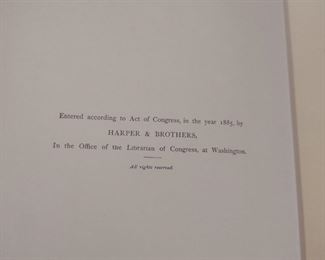 Entered according to Act of Congress, in the year 1885, by
HARPER & BROTHERS,
In the Office of the Librarian of Congress, at Washington.
All rights reserved.